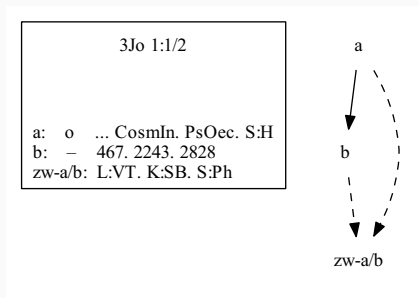 3Jo 1:1/2
a: o ... CosmIn. PsOec. S:H
b: – 467. 2243. 2828
zw-a/b: L:VT. K:SB. S:Ph
a
b
zw-a/b